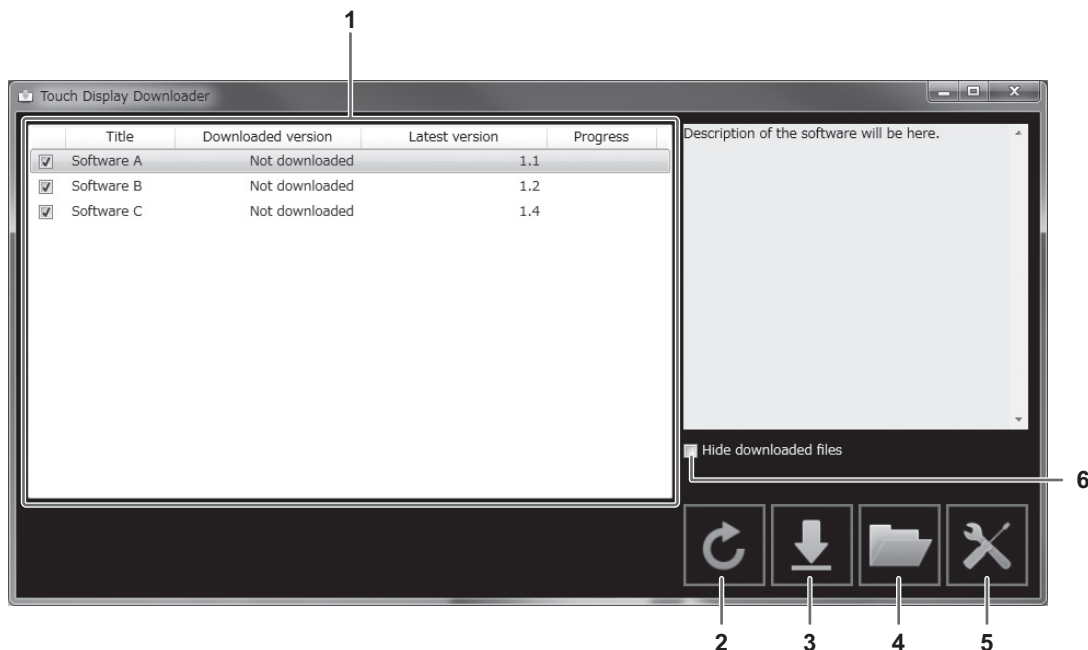 1
Touch Display Downloader
Title Downloaded version Latest version Progress
Software A Not downloaded 1.1
Software B Not downloaded 1.2
Software C Not downloaded 1.4
Description of the software will be here.
Hide downloaded files
6
2 3 4 5